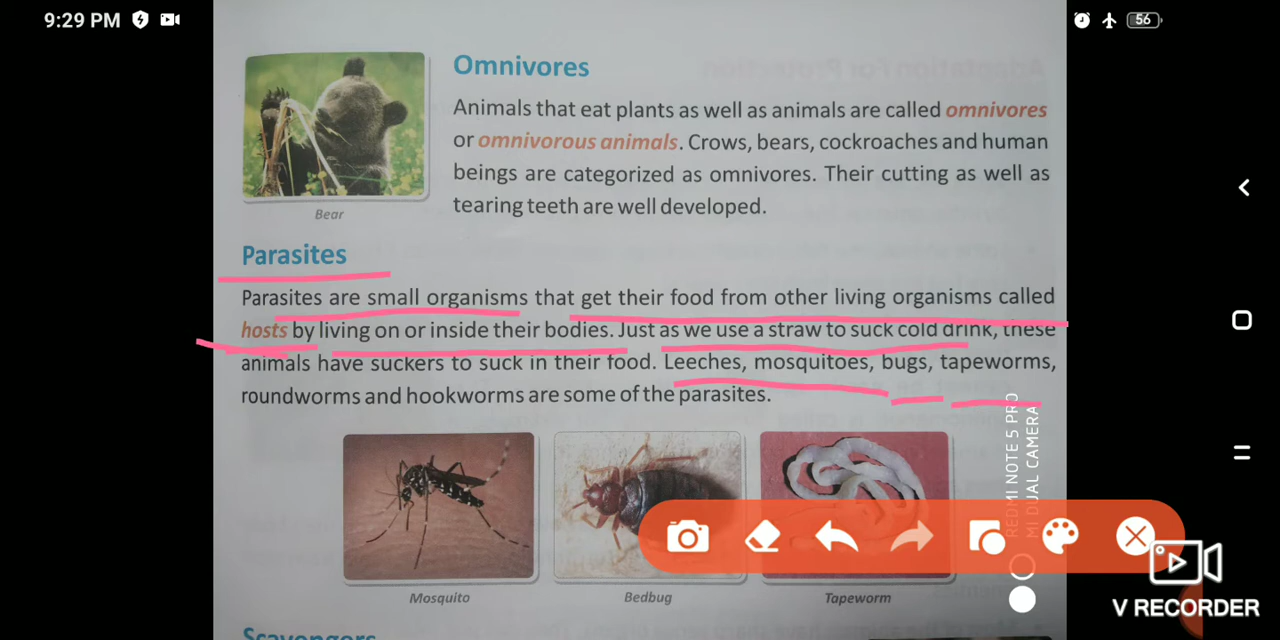 9:29 PM
56
Omnivores
Animals that eat plants as well as animals are called omnivores
or omnivorous animals. Crows, bears, cockroaches and human
beings are categorized as omnivores. Their cutting as well as
tearing teeth are well developed.
Bear
Parasites
Parasites are small organisms that get their food from other living organisms called
hosts by living on or inside their bodies. Just as we use a straw to suck cold drink, these
animals have suckers to suck in their food. Leeches, mosquitoes, bugs, tapeworms,
roundworms and hookworms are some of the parasites.
REDMI NOTE 5 PRO
MI DUAL CAMERA
Mosquito
Bedbug
Tapeworm
V RECORDER
Scavengers